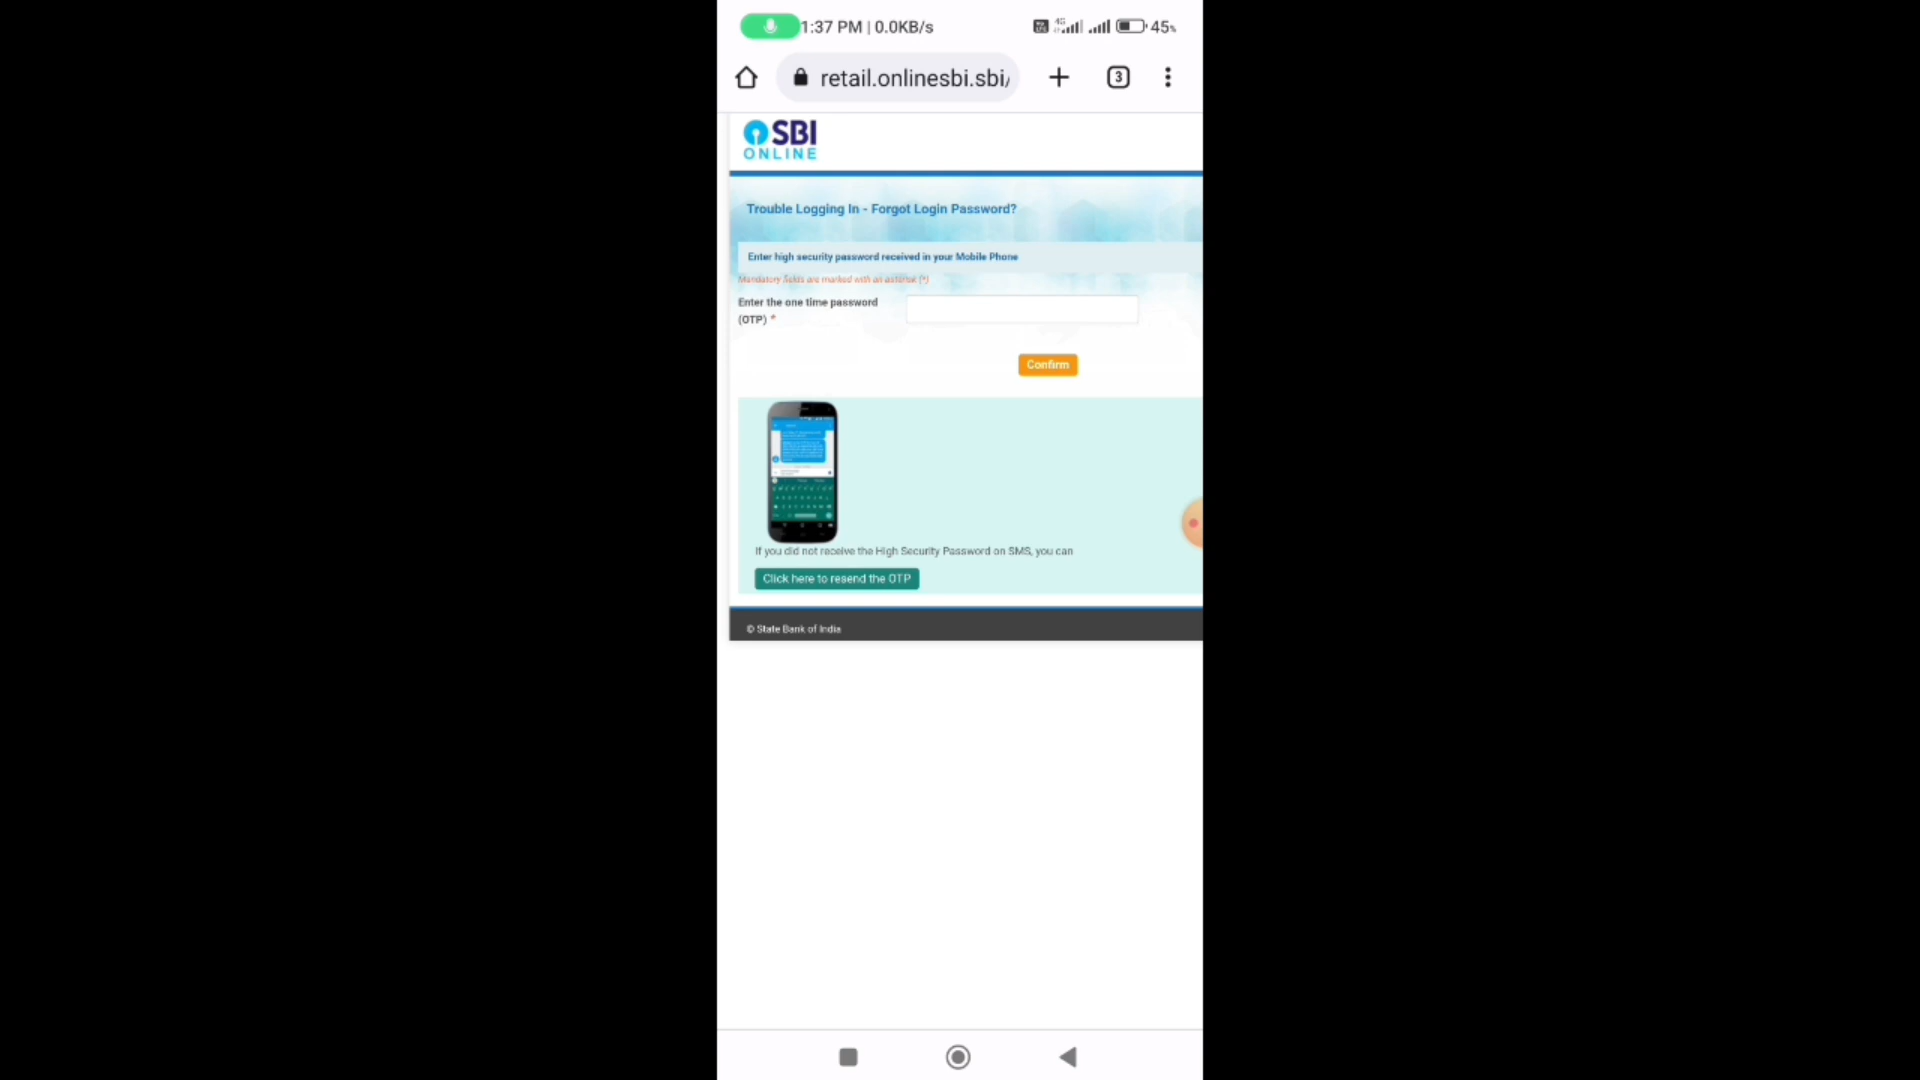 1:37 PM | 0.0KB/s
4G
45%
retail.onlinesbi.sbi/
3
SBI
ONLINE
Trouble Logging In - Forgot Login Password?
Enter high security password received in your Mobile Phone
Mandatory fields are marked with an asterisk (*)
Enter the one time password
(OTP) *
Confirm
If you did not receive the High Security Password on SMS, you can
Click here to resend the OTP
© State Bank of India